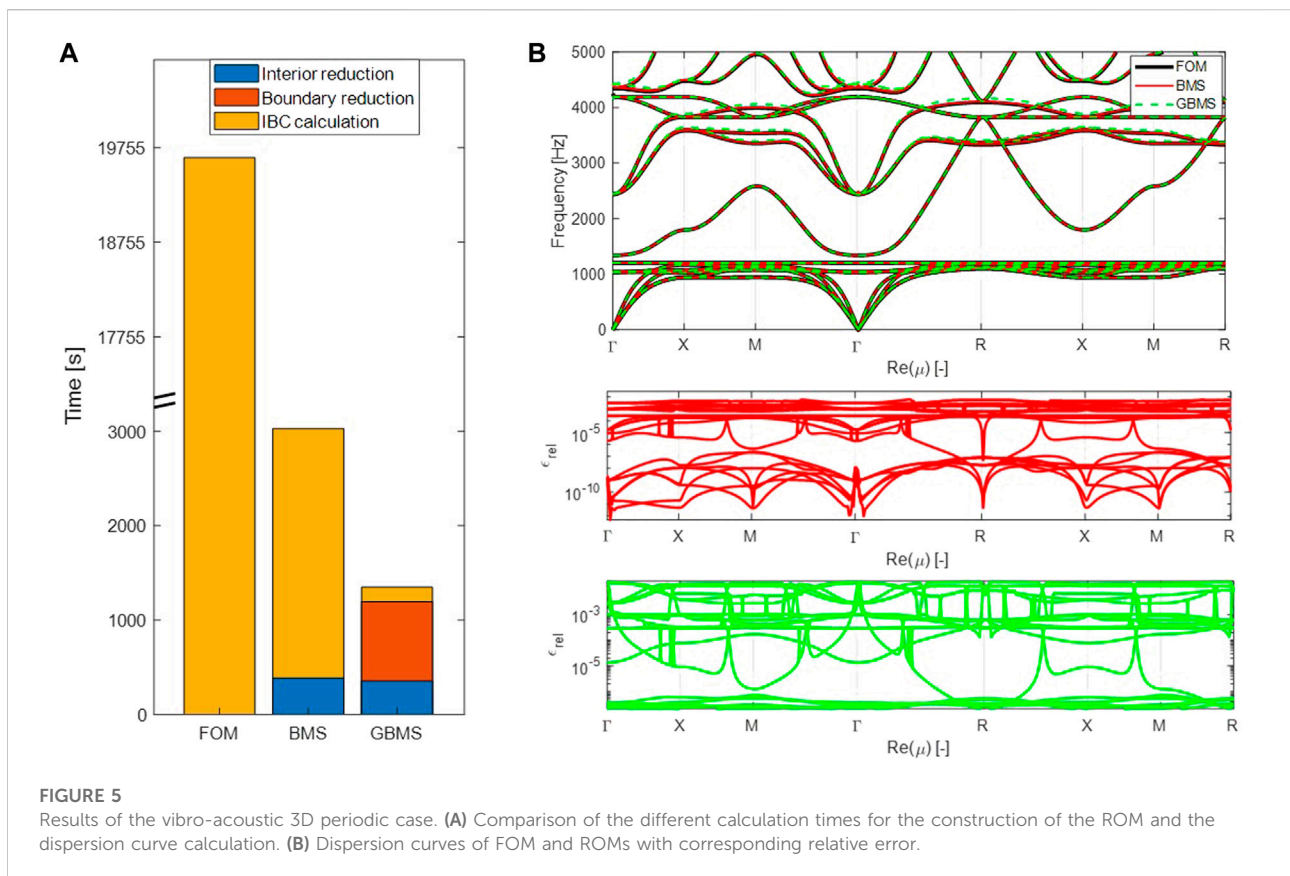 A
Interior reduction
Boundary reduction
IBC calculation
Time [s]
19755
18755
17755
3000
2000
1000
0
FOM BMS GBMS
B
FOM
BMS
GBMS
Frequency [Hz]
5000
4000
3000
2000
1000
0
Γ X M Γ R X M R
Re(μ) [-]
ϵrel
10-5
10-10
Γ X M Γ R X M R
Re(μ) [-]
ϵrel
10-3
10-5
Γ X M Γ R X M R
Re(μ) [-]
FIGURE 5
Results of the vibro-acoustic 3D periodic case. (A) Comparison of the different calculation times for the construction of the ROM and the
dispersion curve calculation. (B) Dispersion curves of FOM and ROMs with corresponding relative error.